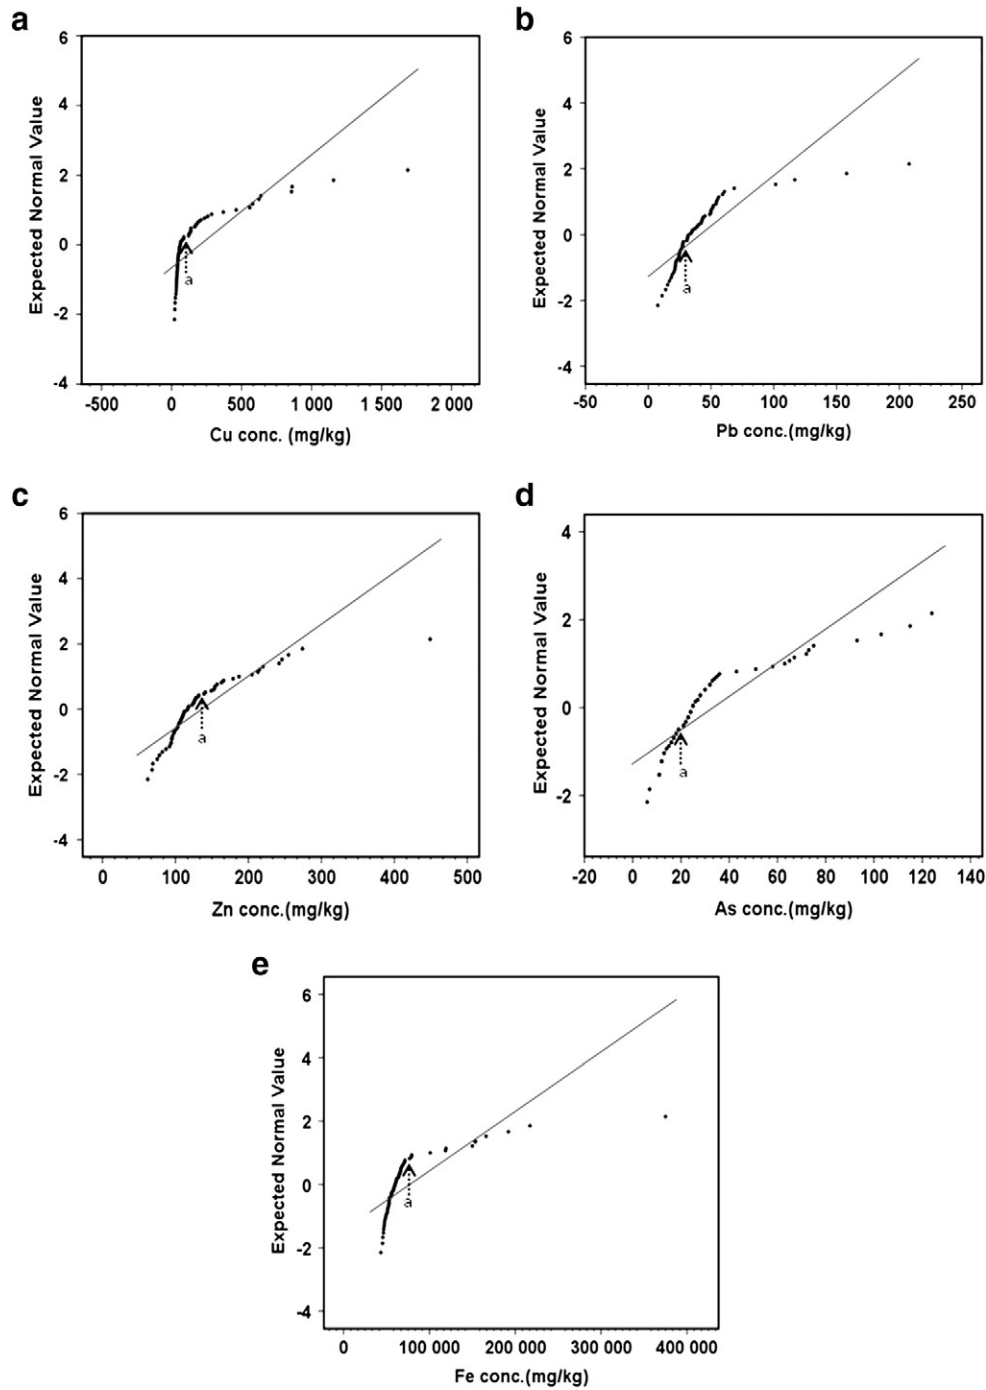 a
6
4
2
0
-2
-4
Expected Normal Value
a
-500 0 500 1 000 1 500 2 000
Cu conc. (mg/kg)
b
6
4
2
0
-2
-4
Expected Normal Value
a
-50 0 50 100 150 200 250
Pb conc.(mg/kg)
c
6
4
2
0
-2
-4
Expected Normal Value
a
0 100 200 300 400 500
Zn conc.(mg/kg)
d
4
2
0
-2
Expected Normal Value
a
-20 0 20 40 60 80 100 120 140
As conc.(mg/kg)
e
6
4
2
0
-2
-4
Expected Normal Value
a
0 100 000 200 000 300 000 400 000
Fe conc.(mg/kg)